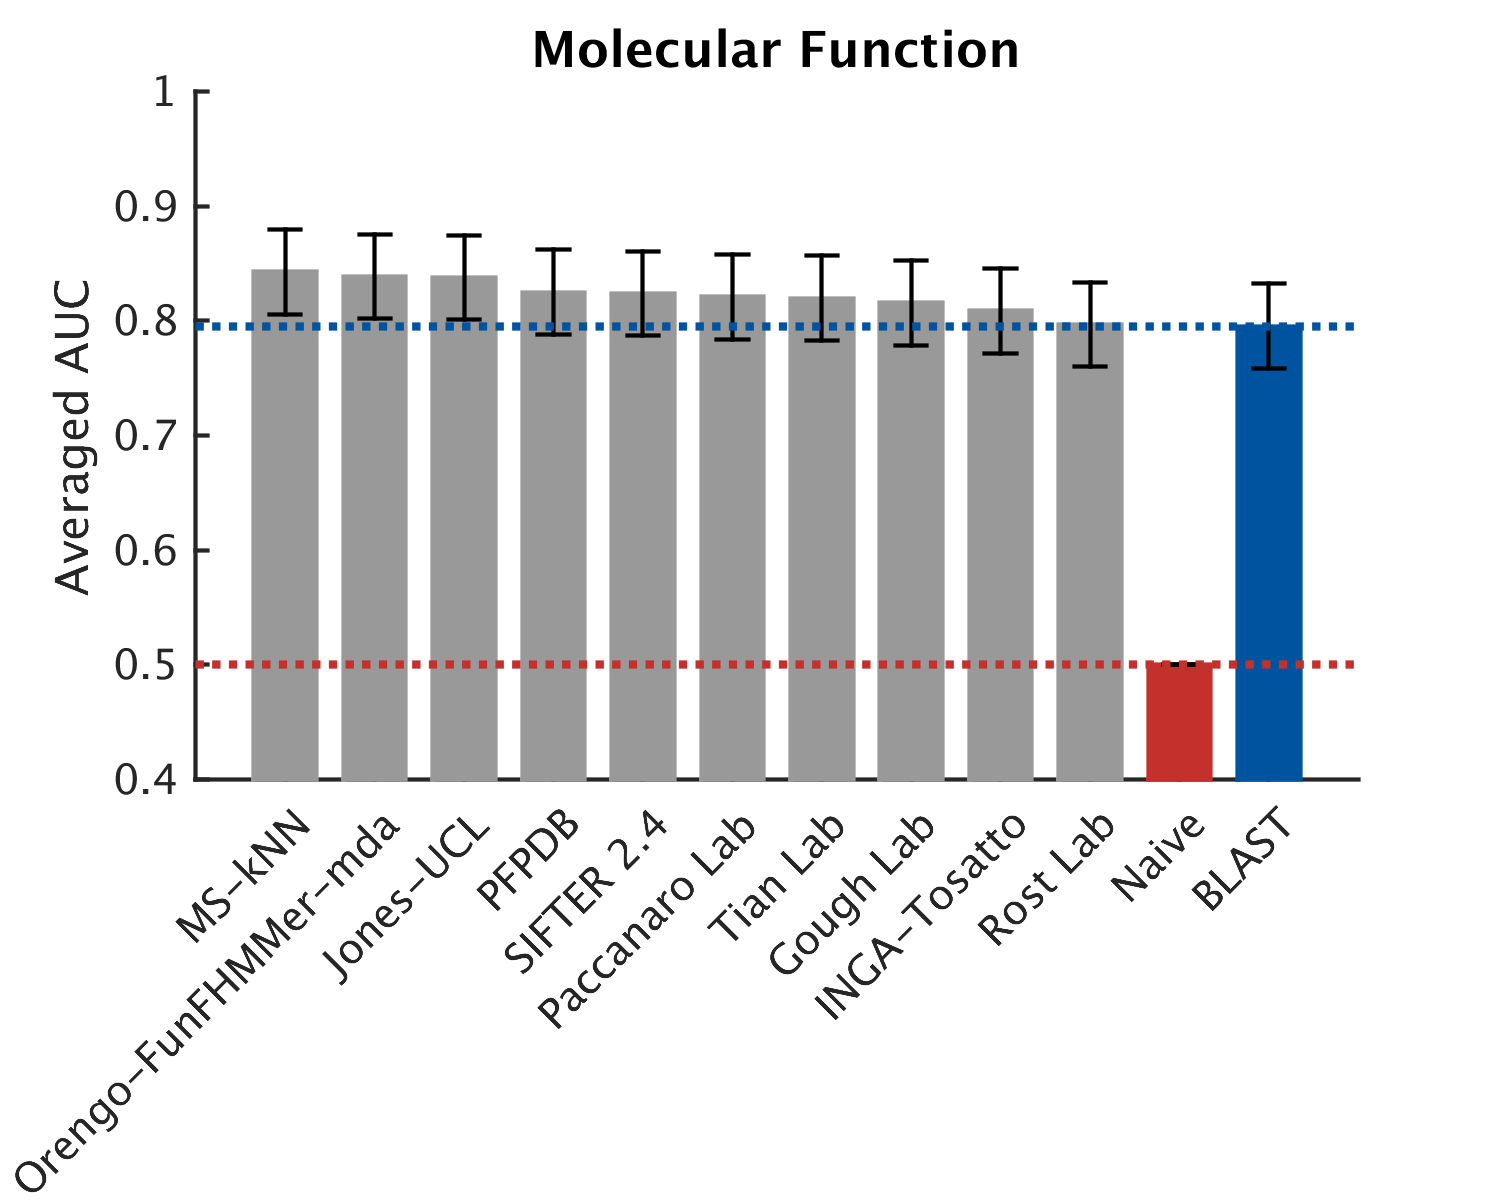 Molecular Function
Averaged AUC
1
0.9
0.8
0.7
0.6
0.5
0.4
MS-kNN
Orengo-FunFHMMer-mda
Jones-UCL
PFPDB
SIFTER 2.4
Paccanaro Lab
Tian Lab
Gough Lab
INGA-Tosatto
Rost Lab
Naive
BLAST